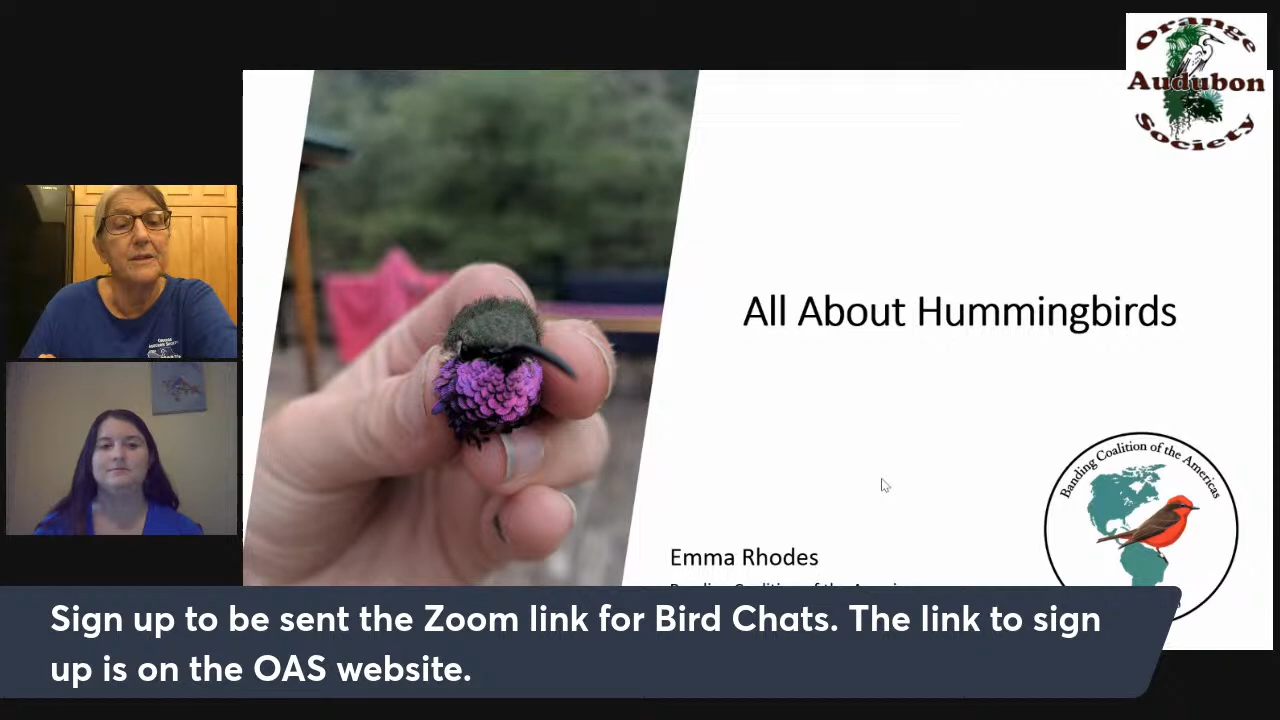 Orange
Audubon
Society
All About Hummingbirds
Banding Coalition of the Americas
Emma Rhodes
Sign up to be sent the Zoom link for Bird Chats. The link to sign
up is on the OAS website.